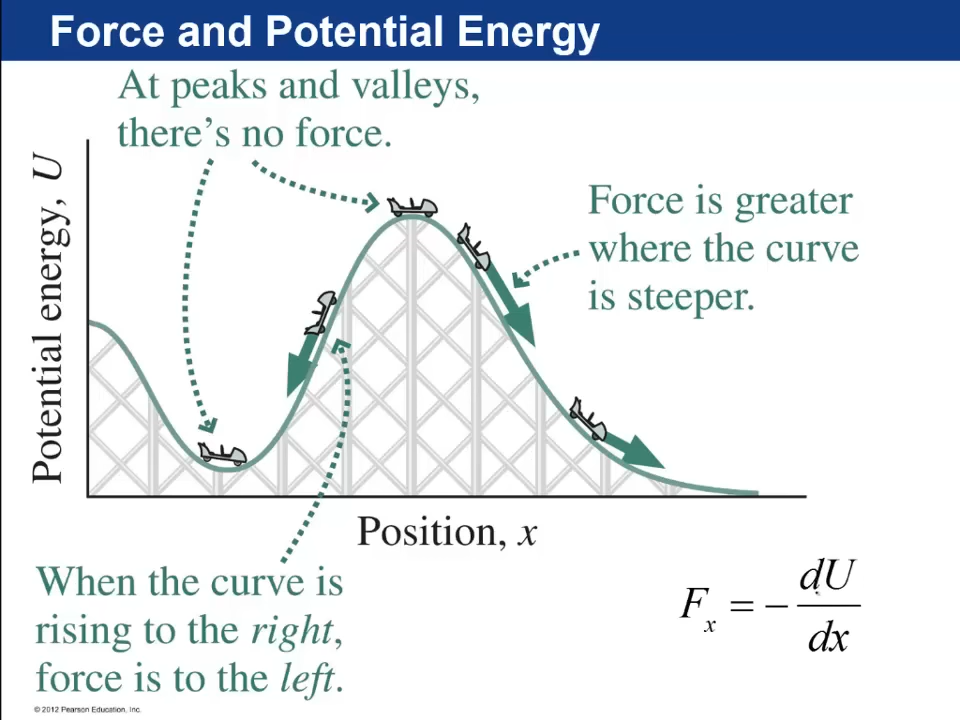 Force and Potential Energy
At peaks and valleys,
there's no force.
Potential energy, U
Force is greater
where the curve
is steeper.
Position, x
When the curve is
rising to the right,
force is to the left.
F_x = - dU/dx
© 2012 Pearson Education, Inc.